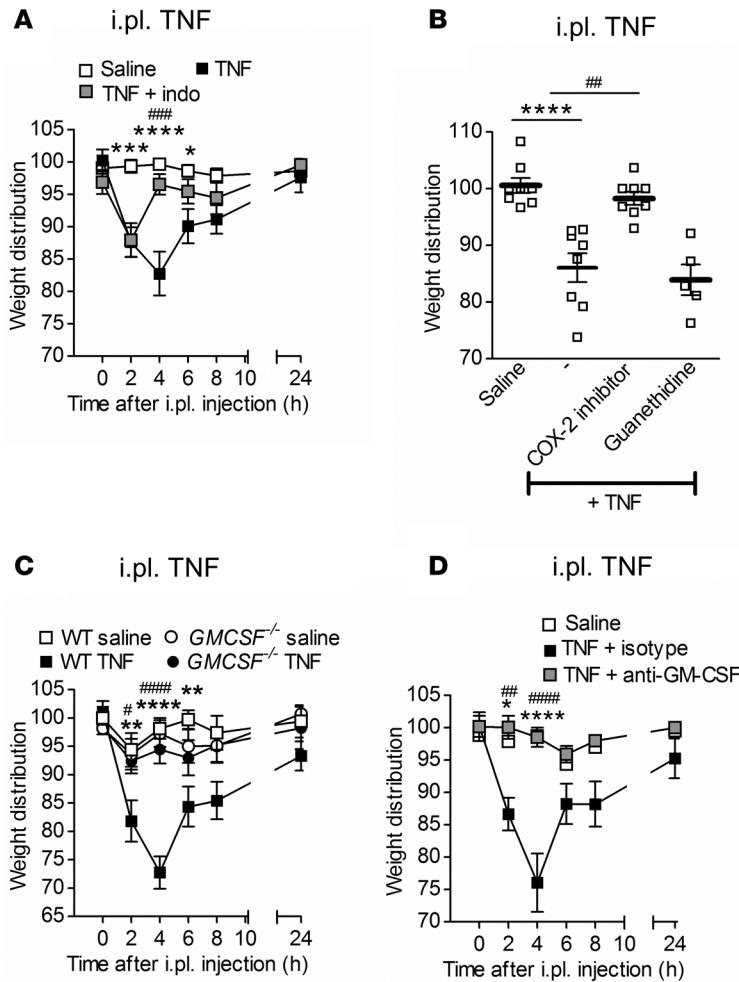 A
i.pl. TNF
Saline
TNF
TNF + indo
###
****
***
*
105
100
95
90
85
80
75
70
Weight distribution
0 2 4 6 8 10 24
Time after i.pl. injection (h)
B
i.pl. TNF
##
****
110
100
90
80
70
Weight distribution
Saline
-
COX-2 inhibitor
Guanethidine
+ TNF
C
i.pl. TNF
WT saline
GMCSF-/- saline
WT TNF
GMCSF-/- TNF
####
# **
** ****
105
100
95
90
85
80
75
70
65
Weight distribution
0 2 4 6 8 10 24
Time after i.pl. injection (h)
D
i.pl. TNF
Saline
TNF + isotype
TNF + anti-GM-CSF
## ####
* ****
105
100
95
90
85
80
75
70
Weight distribution
0 2 4 6 8 10 24
Time after i.pl. injection (h)